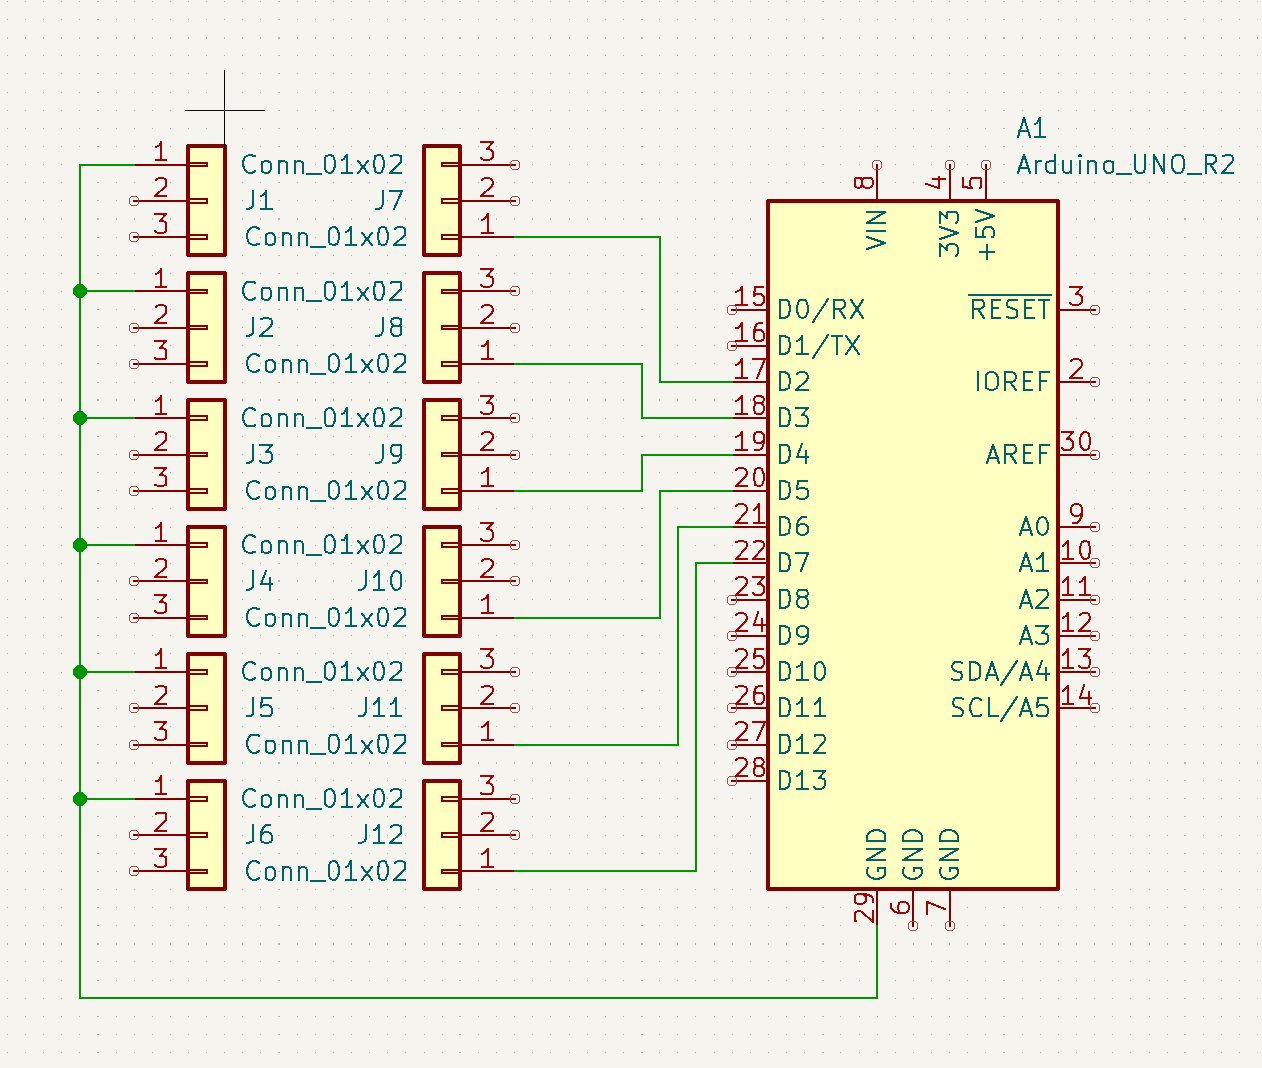 A1
Arduino_UNO_R2
1 Conn_01x02 3
2 J1 J7 2
3 Conn_01x02 1
1 Conn_01x02 3
2 J2 J8 2
3 Conn_01x02 1
1 Conn_01x02 3
2 J3 J9 2
3 Conn_01x02 1
1 Conn_01x02 3
2 J4 J10 2
3 Conn_01x02 1
1 Conn_01x02 3
2 J5 J11 2
3 Conn_01x02 1
1 Conn_01x02 3
2 J6 J12 2
3 Conn_01x02 1
8 4 5
VIN 3V3 +5V
15 D0/RX RESET 3
16 D1/TX
17 D2 IOREF 2
18 D3
19 D4 AREF 30
20 D5
21 D6 A0 9
22 D7 A1 10
23 D8 A2 11
24 D9 A3 12
25 D10 SDA/A4 13
26 D11 SCL/A5 14
27 D12
28 D13
GND GND GND
29 6 7